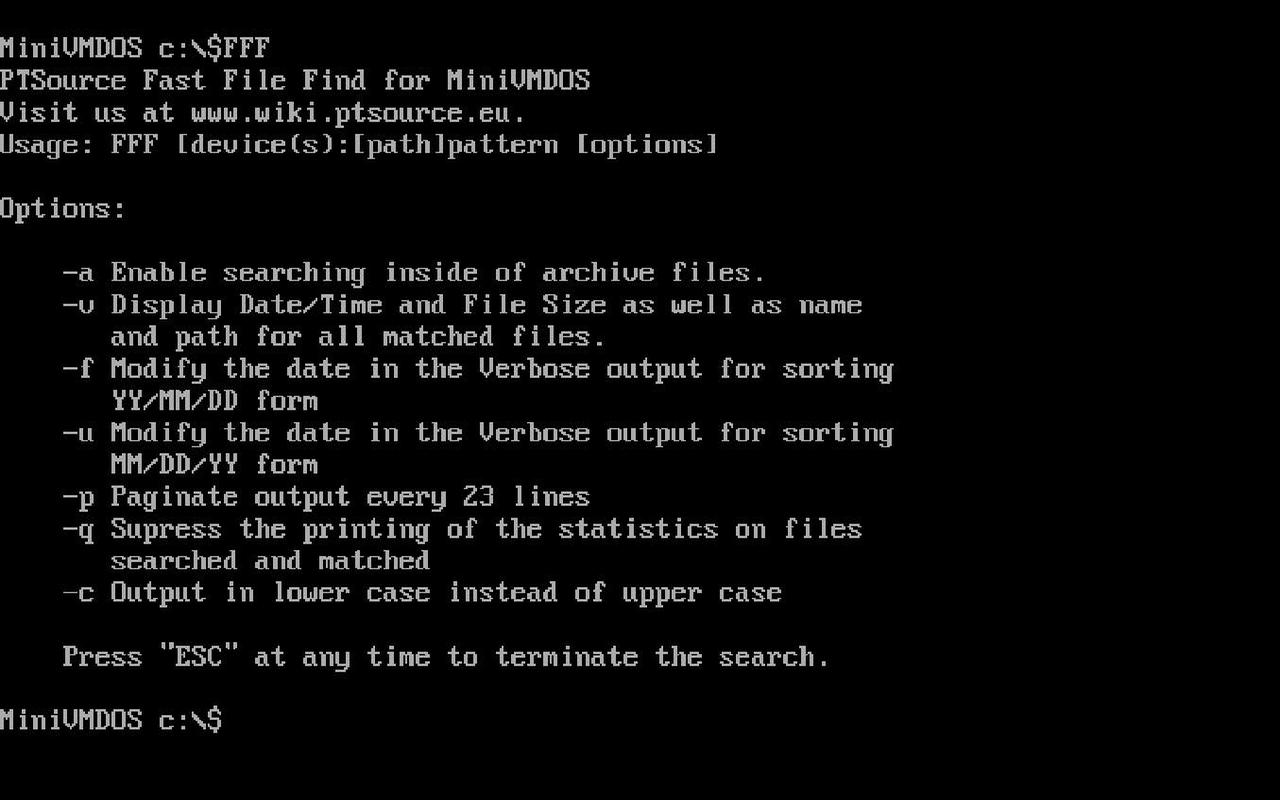 MiniVMDOS c:\$FFF
PTSource Fast File Find for MiniVMDOS
Visit us at www.wiki.ptsource.eu.
Usage: FFF [device(s):[path]pattern [options]
Options:
-a Enable searching inside of archive files.
-v Display Date/Time and File Size as well as name
and path for all matched files.
-f Modify the date in the Verbose output for sorting
YY/MM/DD form
-u Modify the date in the Verbose output for sorting
MM/DD/YY form
-p Paginate output every 23 lines
-q Supress the printing of the statistics on files
searched and matched
-c Output in lower case instead of upper case
Press "ESC" at any time to terminate the search.
MiniVMDOS c:\$